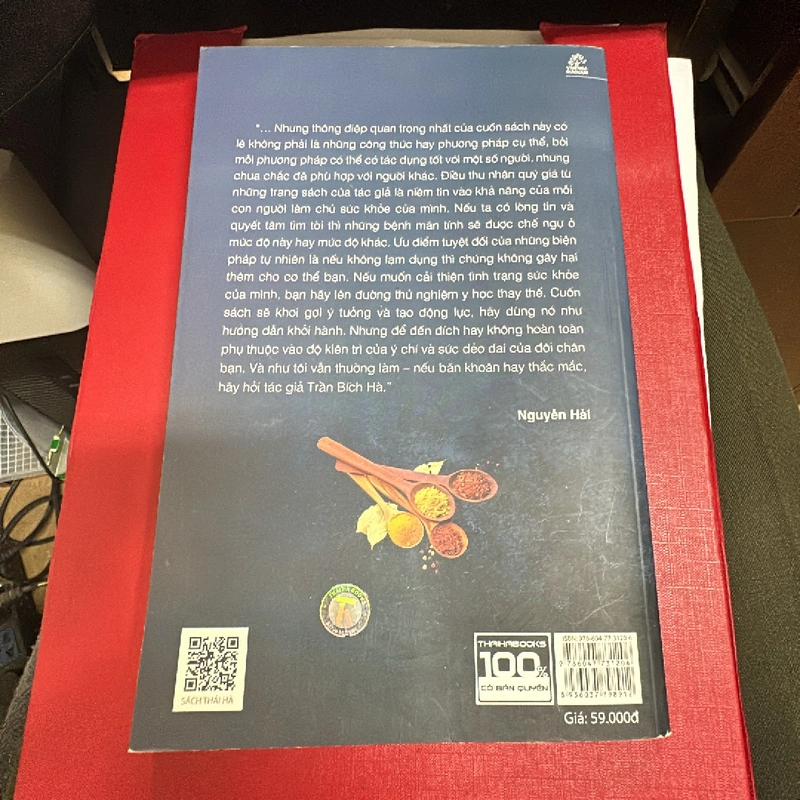 "... Nhưng thông điệp quan trọng nhất của cuốn sách này có
lẽ không phải là những công thức hay phương pháp cụ thể, bởi
mỗi phương pháp có thể có tác dụng tốt với một số người, nhưng
chưa chắc đã phù hợp với người khác. Điều thu nhận quý giá từ
những trang sách của tác giả là niềm tin vào khả năng của mỗi
con người làm chủ sức khỏe của mình. Nếu ta có lòng tin và
quyết tâm tìm tòi thì những bệnh mãn tính sẽ được chế ngự ở
mức độ này hay mức độ khác. Ưu điểm tuyệt đối của những biện
pháp tự nhiên là nếu không lạm dụng thì chúng không gây hại
thêm cho cơ thể bạn. Nếu muốn cải thiện tình trạng sức khỏe
của mình, bạn hãy lên đường thử nghiệm y học thay thế. Cuốn
sách sẽ khơi gợi ý tưởng và tạo động lực, hãy dùng nó như
hướng dẫn khởi hành. Nhưng để đến đích hay không hoàn toàn
phụ thuộc vào độ kiên trì của ý chí và sức dẻo dai của đôi chân
bạn. Và như tôi vẫn thường làm – nếu băn khoăn hay thắc mắc,
hãy hỏi tác giả Trần Bích Hà."
Nguyễn Hải
SÁCH THÁI HÀ
THAIHABOOKS
100%
CÓ BẢN QUYỀN
Giá: 59.000đ